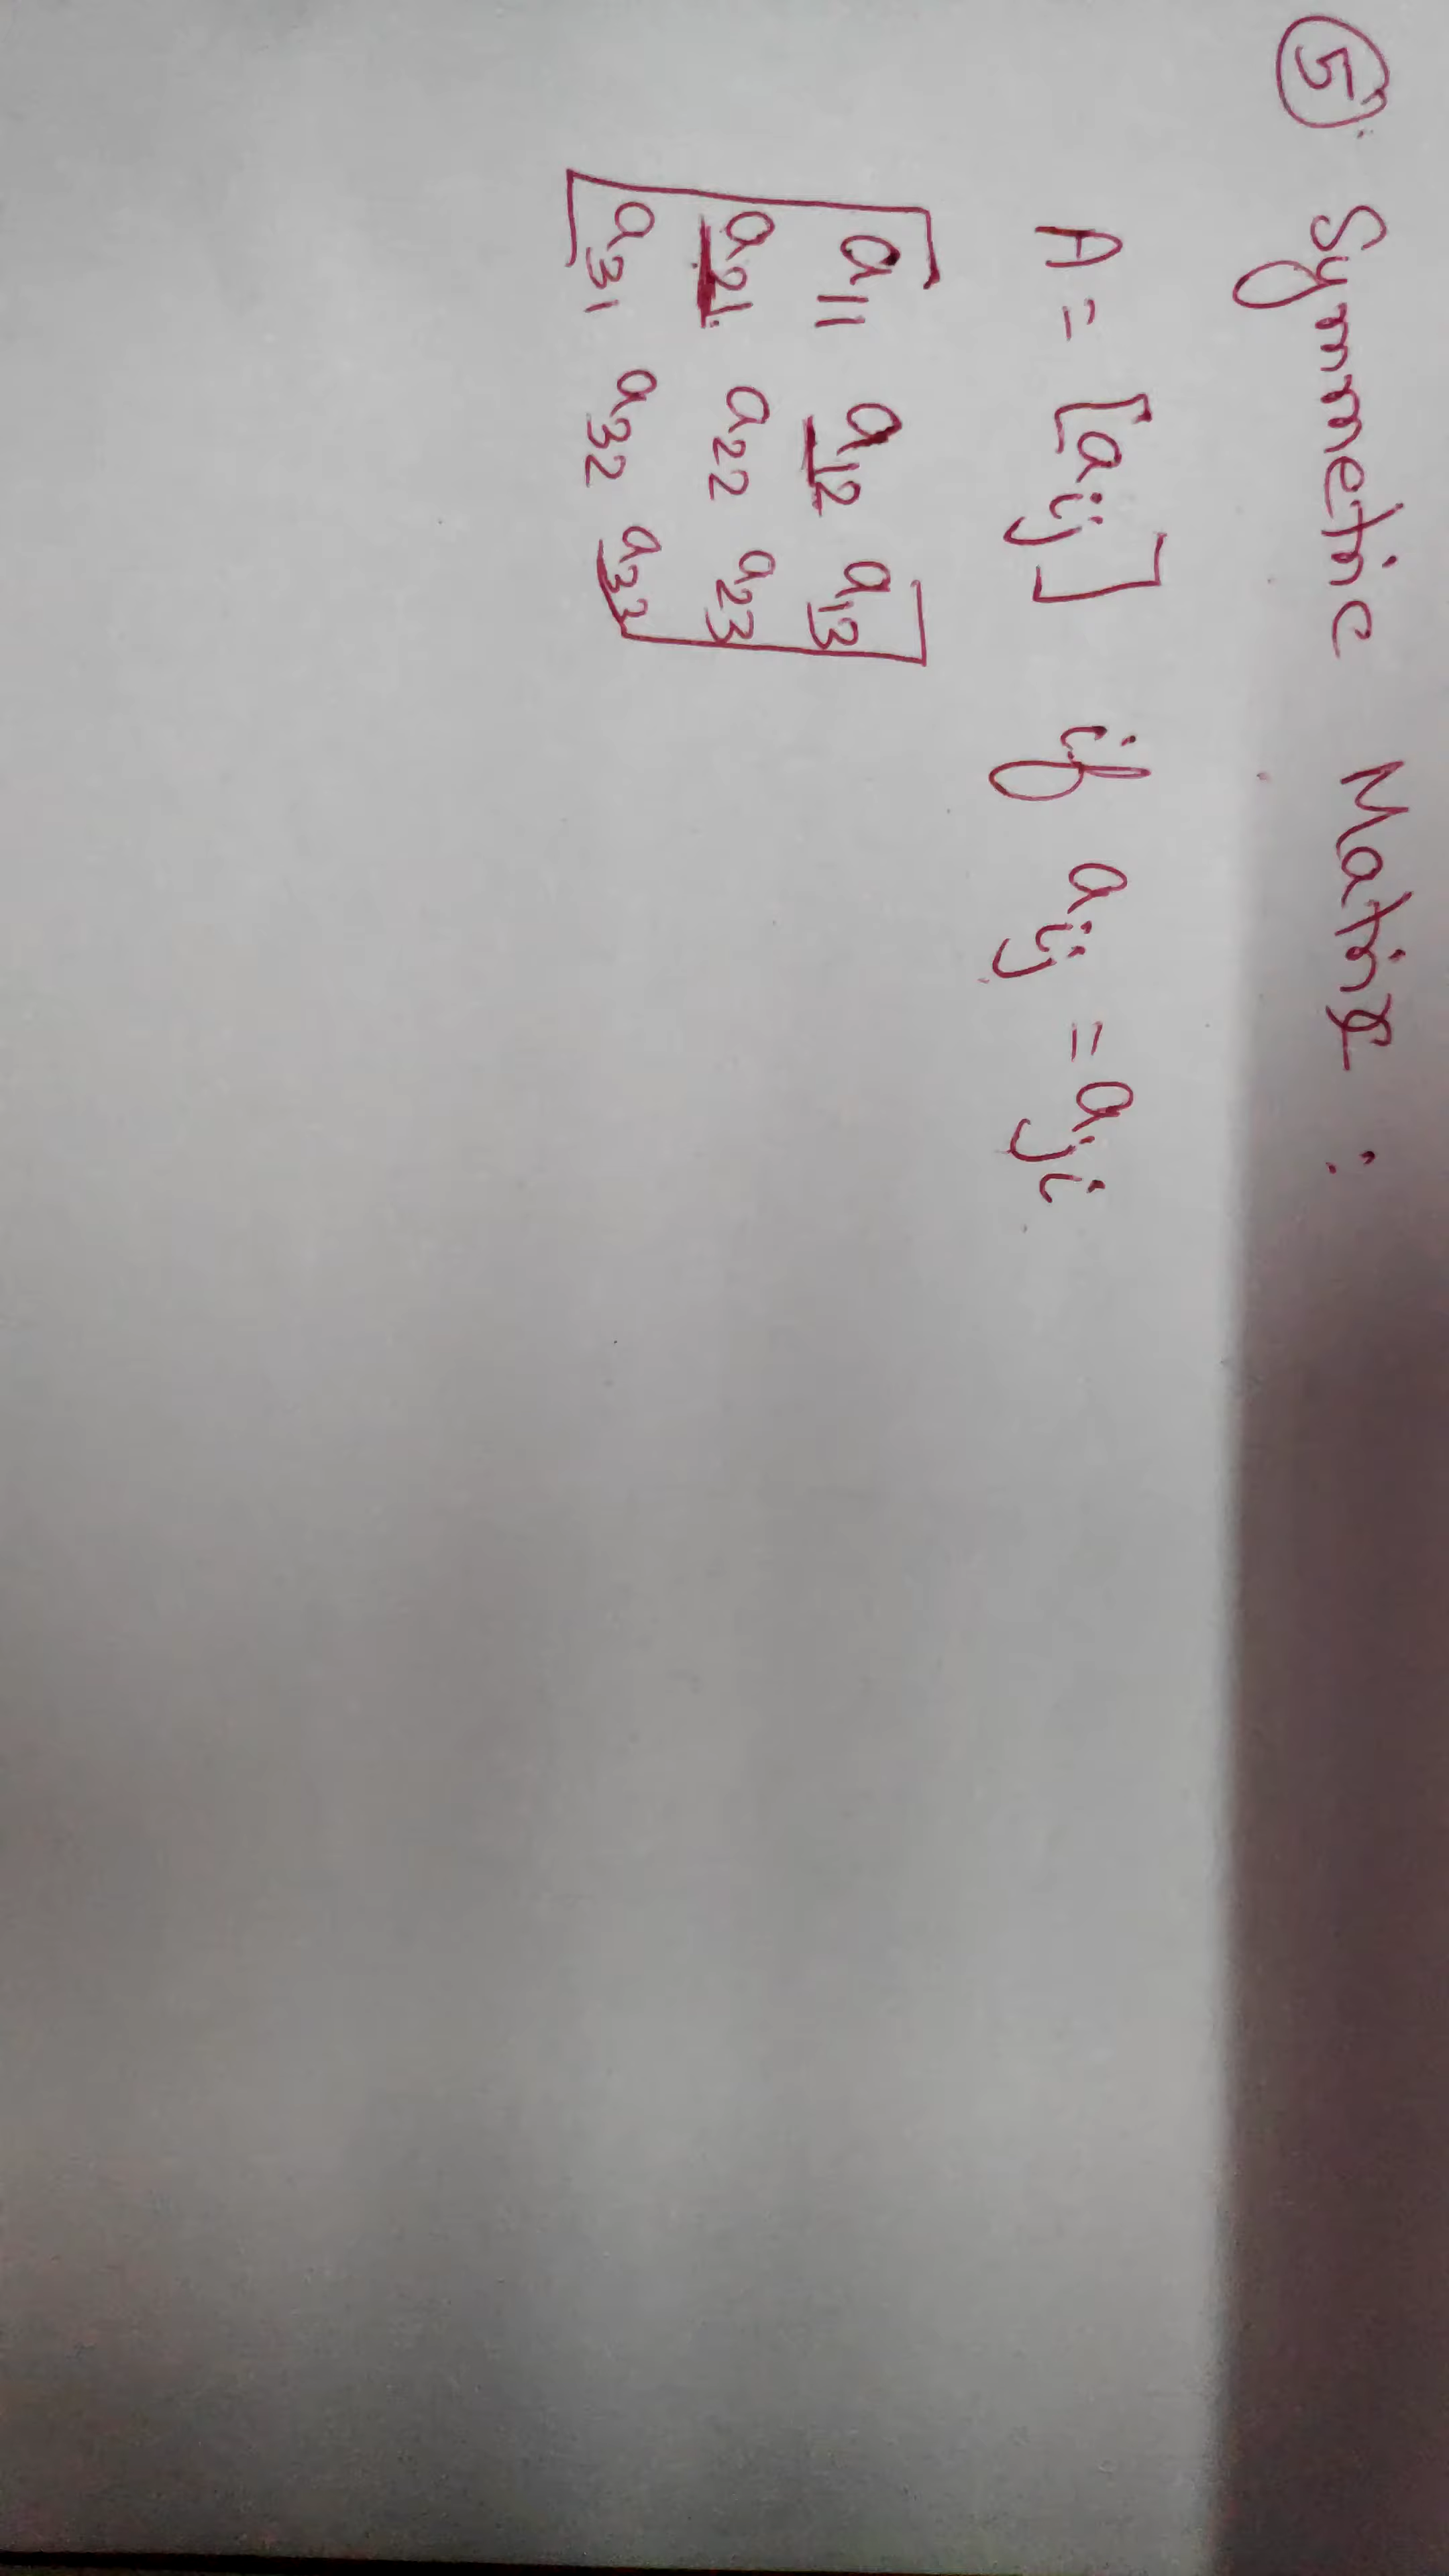 ⑤ Symmetric Matrix :
A = [aij] if aij = aji
[a11 a12 a13
a21 a22 a23
a31 a32 a33]